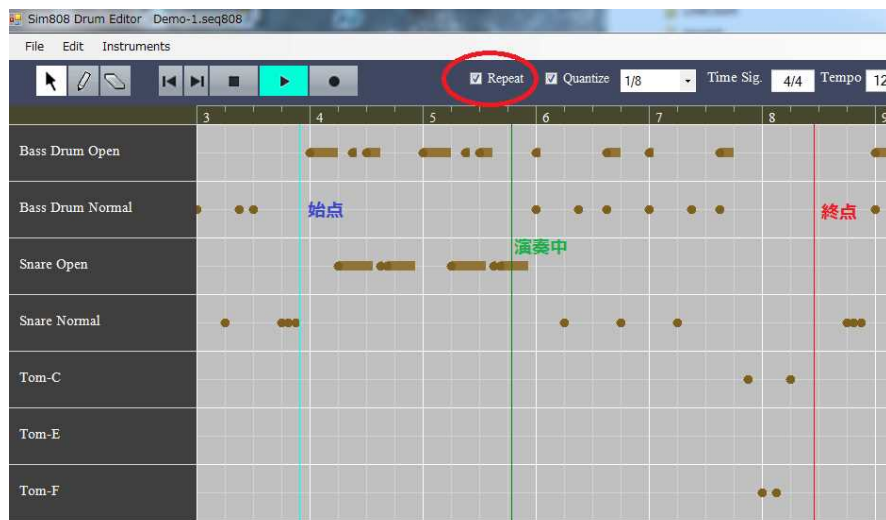 Sim808 Drum Editor Demo-1.seq808
File Edit Instruments
Repeat Quantize 1/8 Time Sig. 4/4 Tempo 12
3 4 5 6 7 8 9
Bass Drum Open
Bass Drum Normal
始点
終点
演奏中
Snare Open
Snare Normal
Tom-C
Tom-E
Tom-F